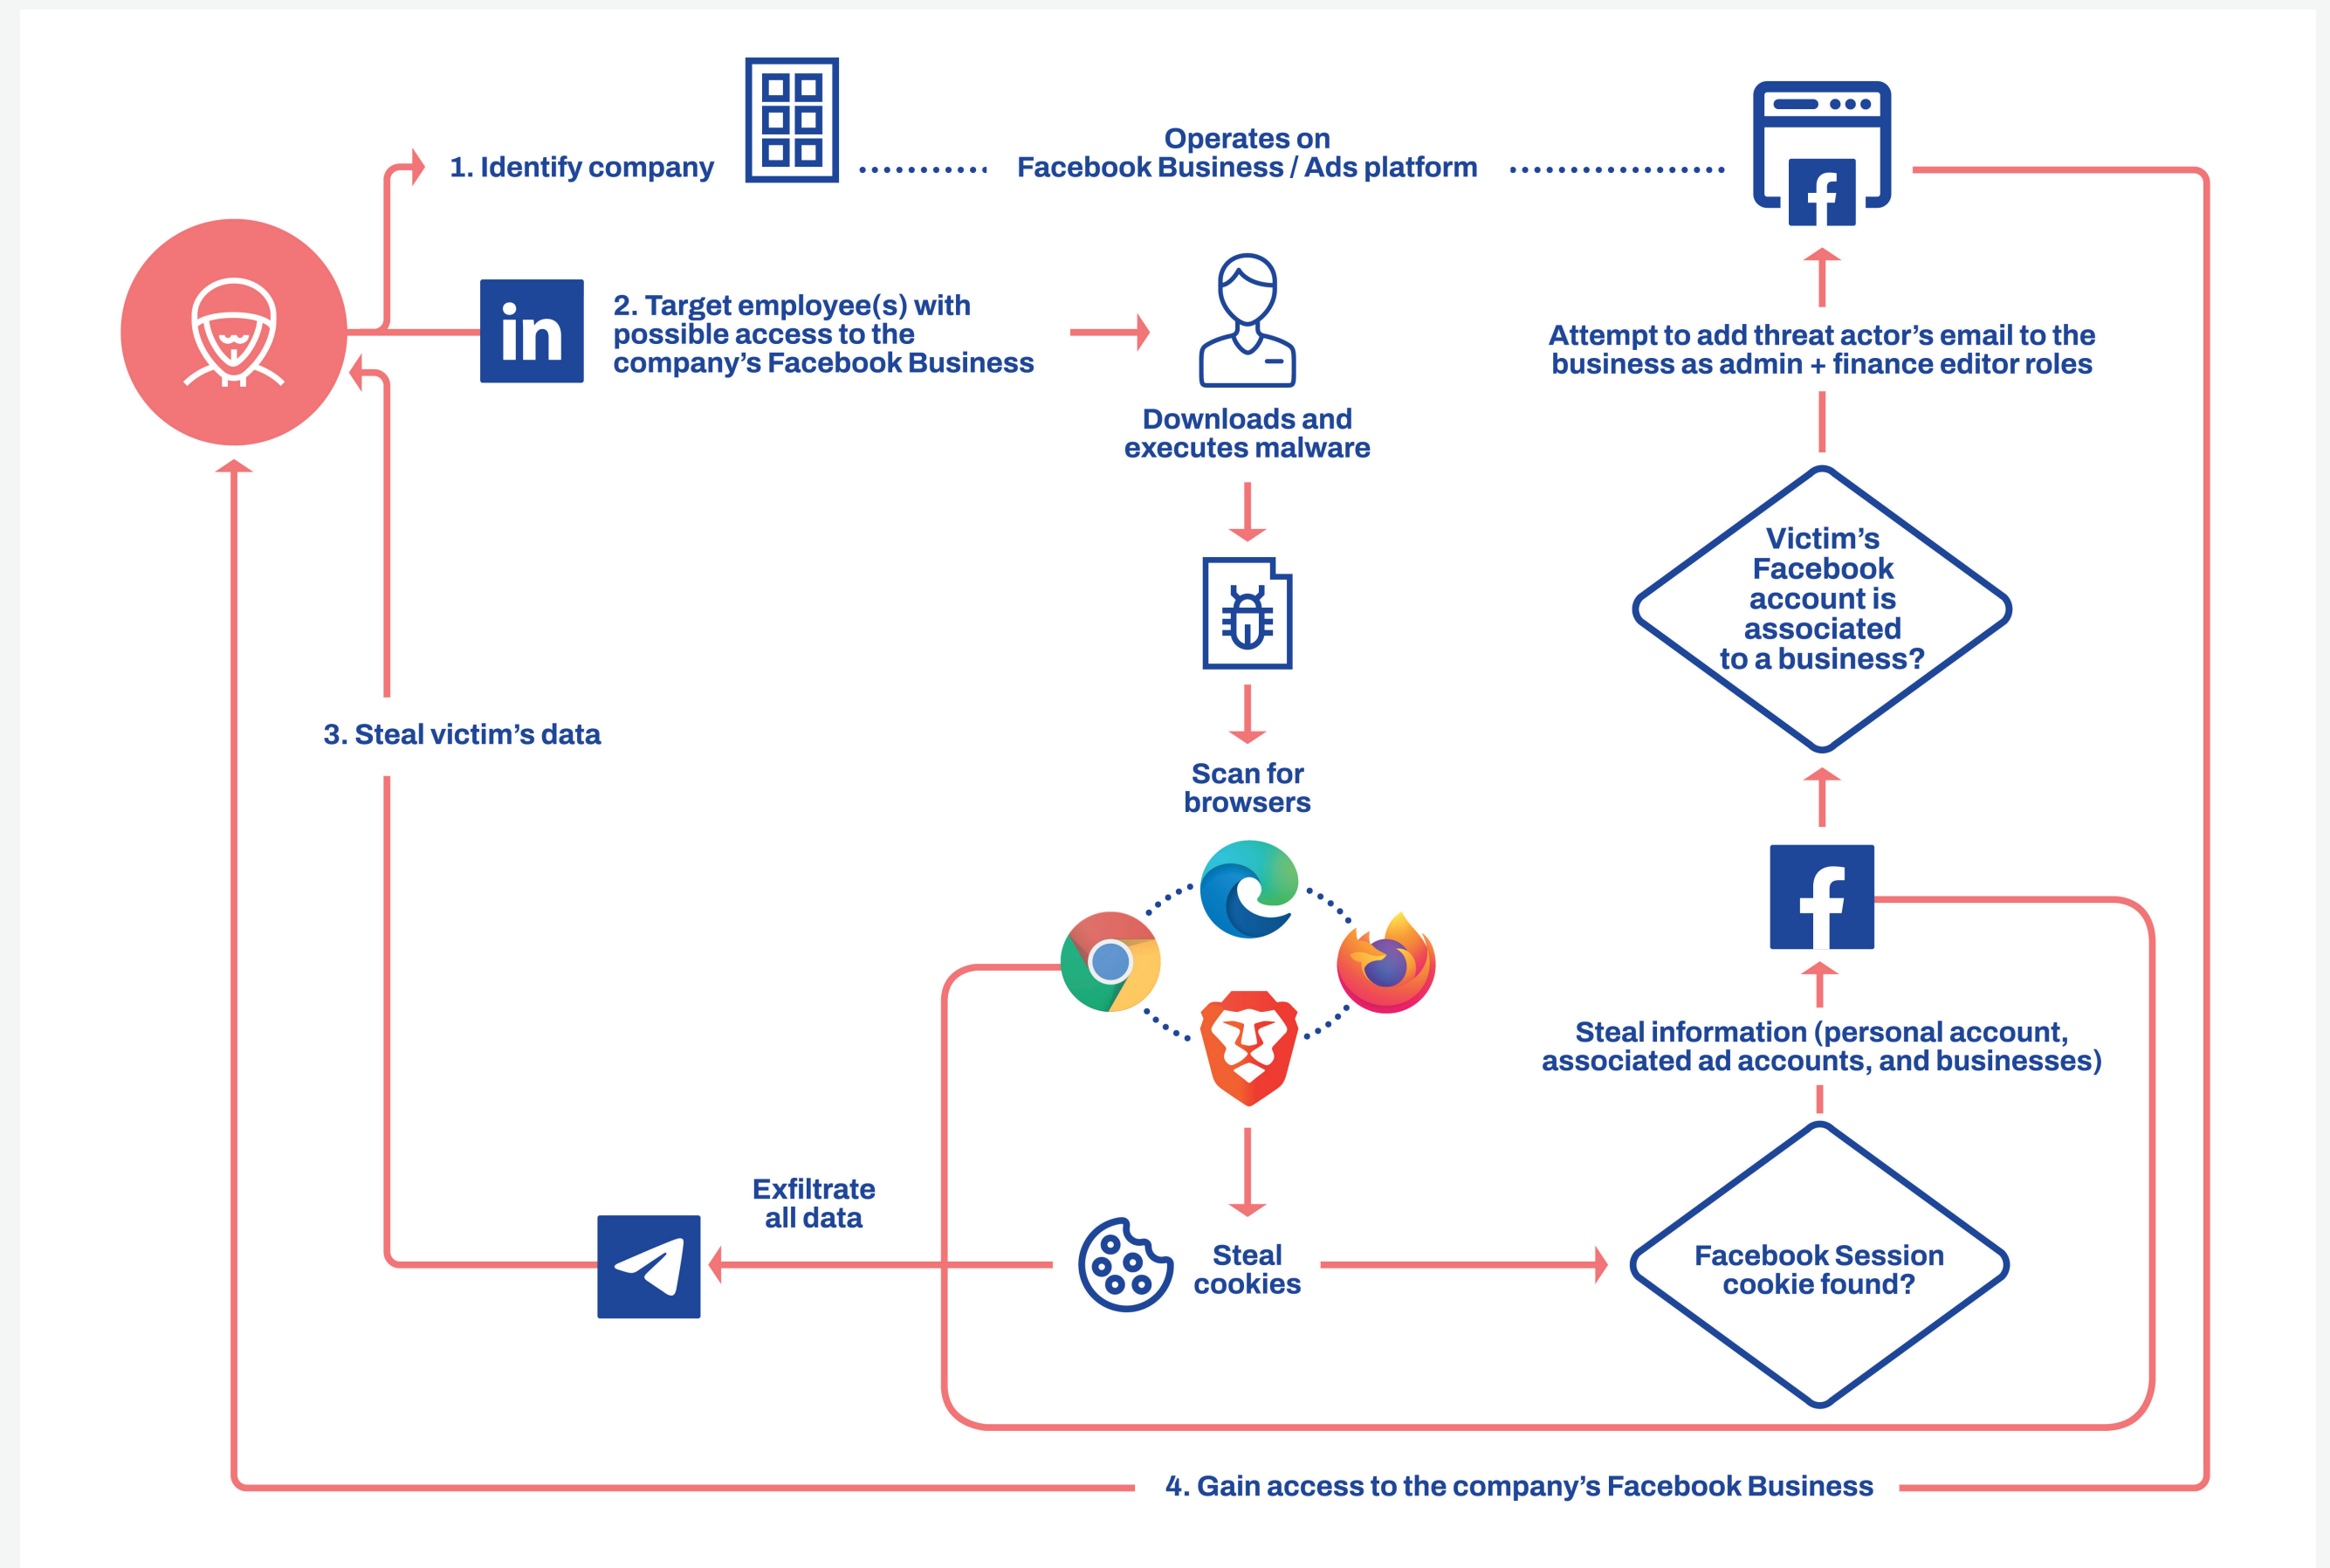 1. Identify company
Operates on
Facebook Business / Ads platform
in
2. Target employee(s) with
possible access to the
company’s Facebook Business
Downloads and
executes malware
Attempt to add threat actor’s email to the
business as admin + finance editor roles
Victim’s
Facebook
account is
associated
to a business?
3. Steal victim’s data
Scan for
browsers
Steal information (personal account,
associated ad accounts, and businesses)
Exfiltrate
all data
Steal
cookies
Facebook Session
cookie found?
4. Gain access to the company’s Facebook Business